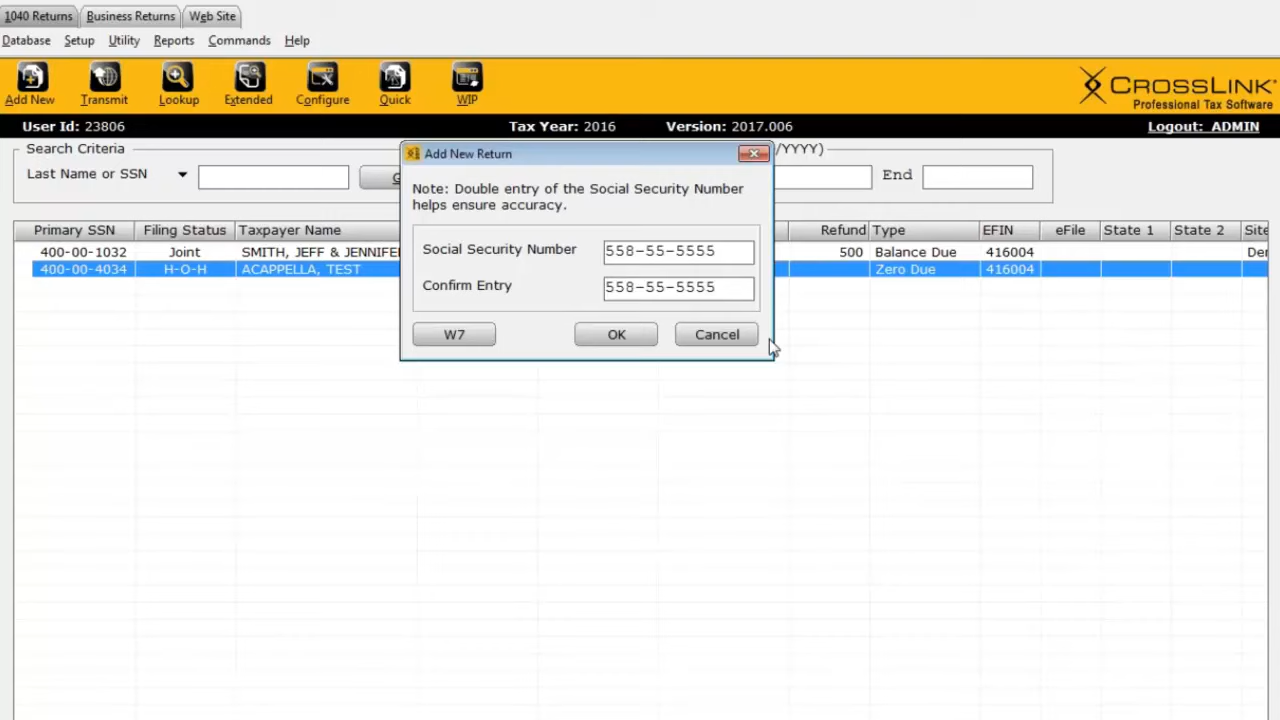 1040 Returns Business Returns Web Site
Database Setup Utility Reports Commands Help
Add New Transmit Lookup Extended Configure Quick WIP
CROSSLINK
Professional Tax Software
User Id: 23806 Tax Year: 2016 Version: 2017.006 Logout: ADMIN
Search Criteria /YYYY)
Last Name or SSN G End
Add New Return
Note: Double entry of the Social Security Number
helps ensure accuracy.
Social Security Number 558-55-5555
Confirm Entry 558-55-5555
W7 OK Cancel
Primary SSN Filing Status Taxpayer Name Refund Type EFIN eFile State 1 State 2 Site
400-00-1032 Joint SMITH, JEFF & JENNIFE 500 Balance Due 416004 Der
400-00-4034 H-O-H ACAPPELLA, TEST Zero Due 416004